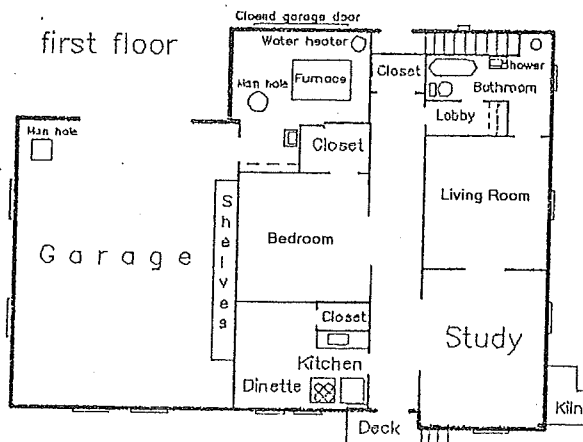 Closed garage door
first floor
Water heater
Closet
Shower
Furnace
Man hole
Bathroom
Lobby
Man hole
Closet
Shelves
Living Room
Bedroom
Garage
Closet
Study
Kitchen
Dinette
Kiln
Deck